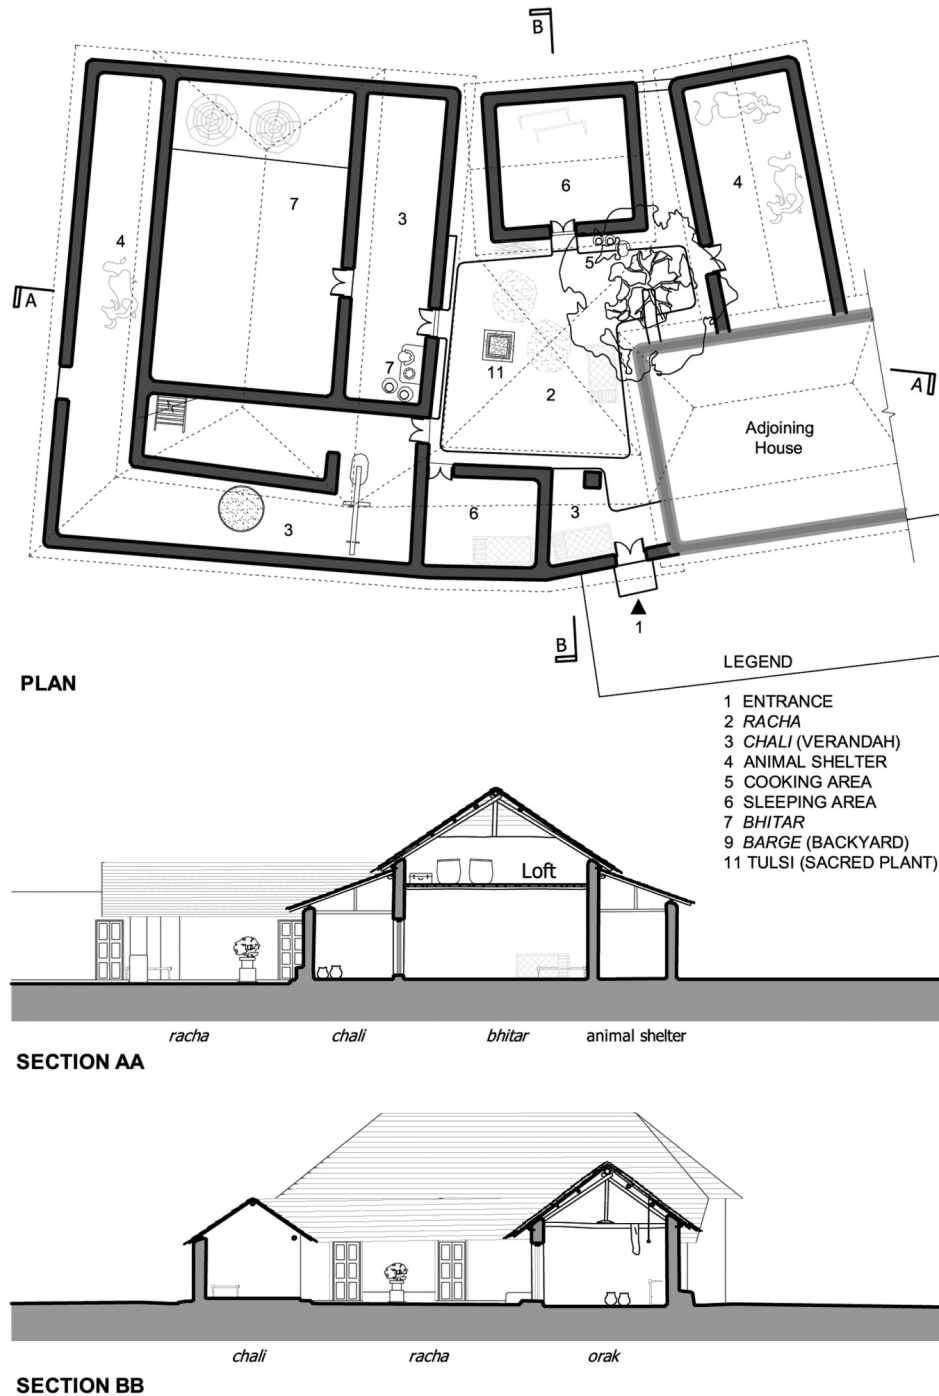 B
7
3
6
4
4
5
A
7
11
2
A
Adjoining
House
6
3
3
1
B
PLAN
LEGEND
1 ENTRANCE
2 RACHA
3 CHALI (VERANDAH)
4 ANIMAL SHELTER
5 COOKING AREA
6 SLEEPING AREA
7 BHITAR
9 BARGE (BACKYARD)
11 TULSI (SACRED PLANT)
Loft
racha chali bhitar animal shelter
SECTION AA
chali racha orak
SECTION BB